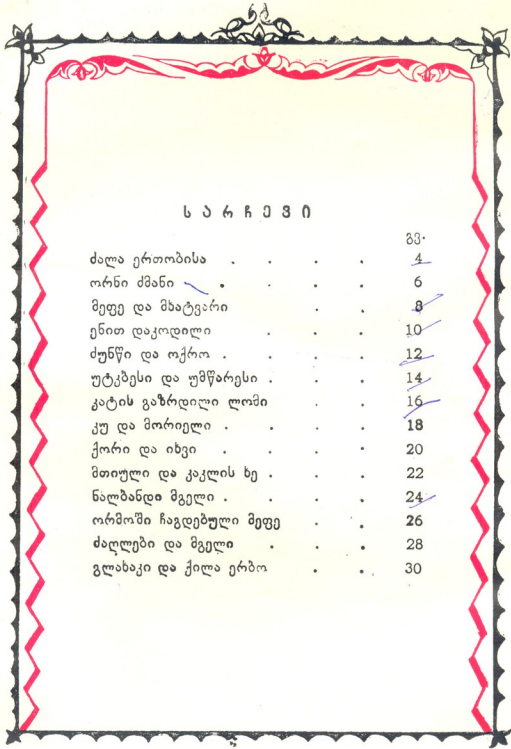 სარჩევი
გვ.
ძალა ერთობისა . . . . 4
ორნი ძმანი . . . . 6
მეფე და მხატვარი . . 8
ენით დაკოდილი . . . 10
ძუნწი და ოქრო . . . . 12
უტკბესი და უმწარესი . . . 14
კატის გაზრდილი ლომი . . 16
კუ და მორიელი . . . . 18
ქორი და იხვი . . . . 20
მთიული და კაკლის ხე . . . 22
ნალბანდი მგელი . . . . 24
ორმოში ჩაგდებული მეფე . . 26
ძაღლები და მგელი . . . 28
გლახაკი და ქილა ერბო . . 30